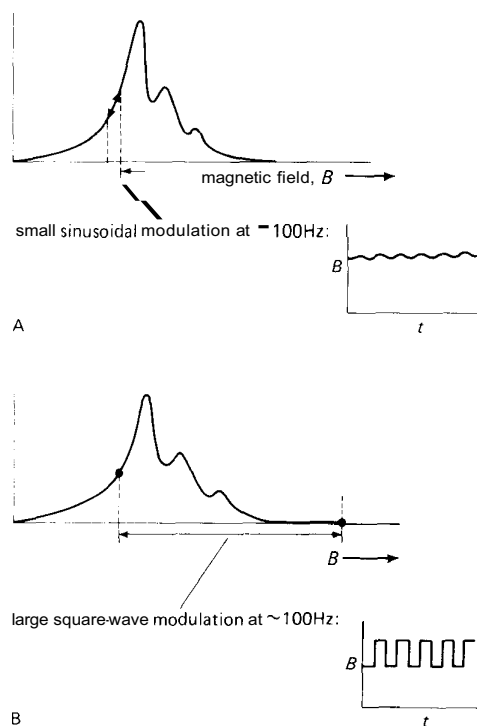 magnetic field, B
small sinusoidal modulation at -100Hz:
B
t
A
B
large square-wave modulation at ~100Hz:
B
t
B